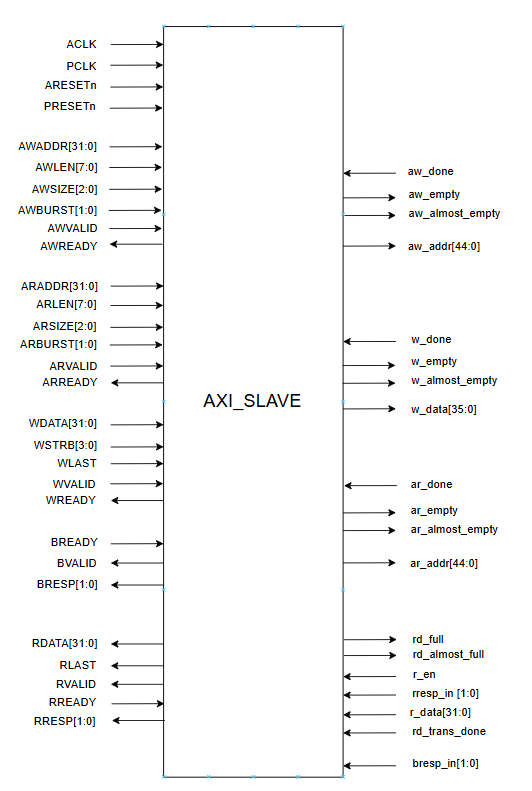 ACLK
PCLK
ARESETn
PRESETn
AWADDR[31:0]
AWLEN[7:0]
AWSIZE[2:0]
AWBURST[1:0]
AWVALID
AWREADY
ARADDR[31:0]
ARLEN[7:0]
ARSIZE[2:0]
ARBURST[1:0]
ARVALID
ARREADY
WDATA[31:0]
WSTRB[3:0]
WLAST
WVALID
WREADY
BREADY
BVALID
BRESP[1:0]
RDATA[31:0]
RLAST
RVALID
RREADY
RRESP[1:0]
AXI_SLAVE
aw_done
aw_empty
aw_almost_empty
aw_addr[44:0]
w_done
w_empty
w_almost_empty
w_data[35:0]
ar_done
ar_empty
ar_almost_empty
ar_addr[44:0]
rd_full
rd_almost_full
r_en
rresp_in [1:0]
r_data[31:0]
rd_trans_done
bresp_in[1:0]